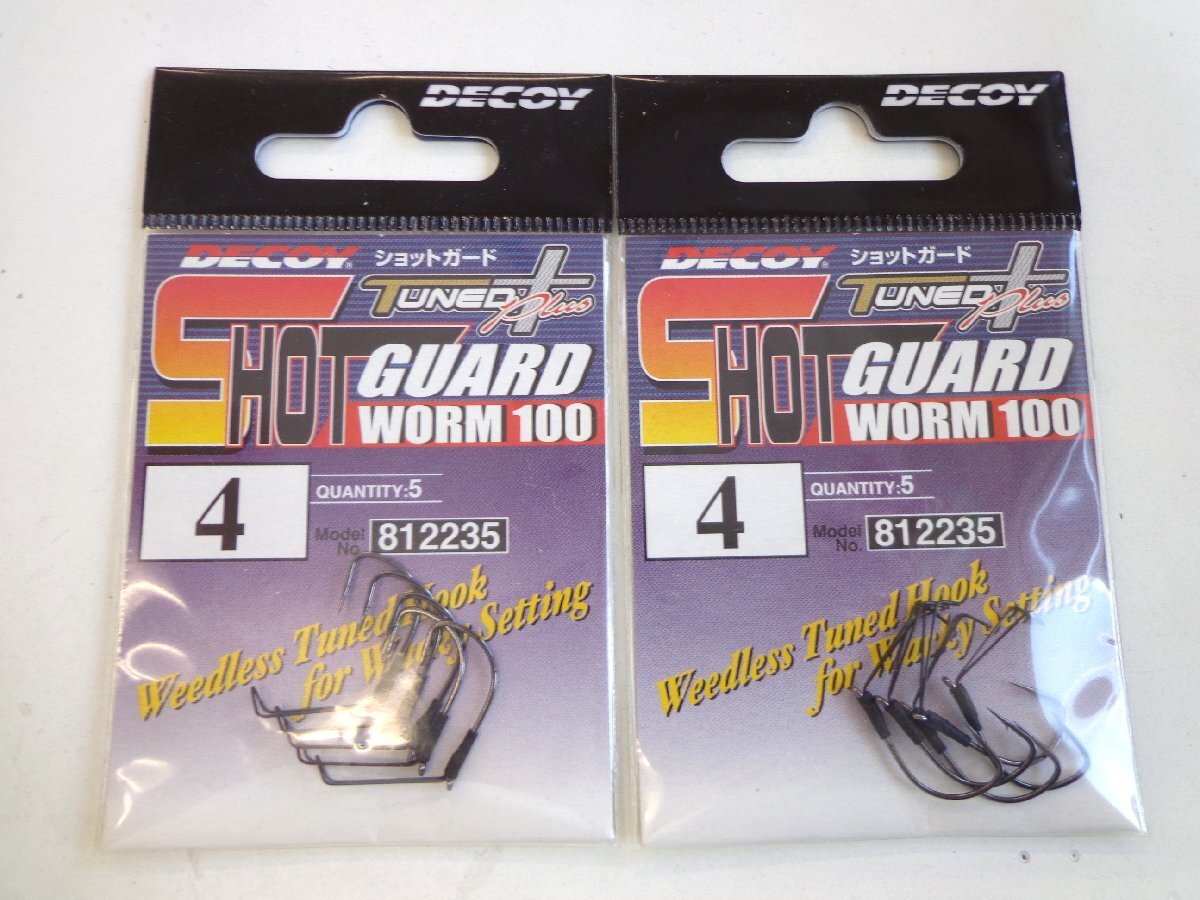 DECOY
DECOY ショットガード
TUNED Plus
SHOT GUARD
WORM 100
4
QUANTITY:5
Model No. 812235
Weedless Tuned Hook
for Wacky Setting
DECOY
DECOY ショットガード
TUNED Plus
SHOT GUARD
WORM 100
4
QUANTITY:5
Model No. 812235
Weedless Tuned Hook
for Wacky Setting